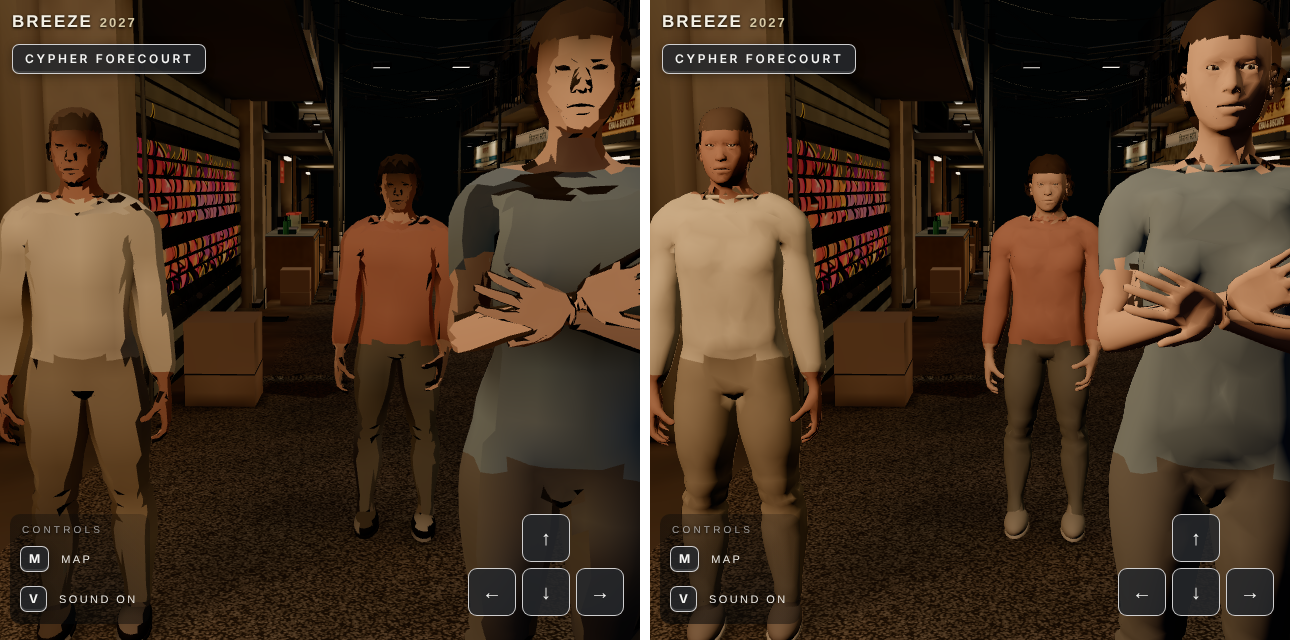 BREEZE 2027
CYPHER FORECOURT
CONTROLS
M MAP
V SOUND ON
↑
← ↓ →
BREEZE 2027
CYPHER FORECOURT
CONTROLS
M MAP
V SOUND ON
↑
← ↓ →